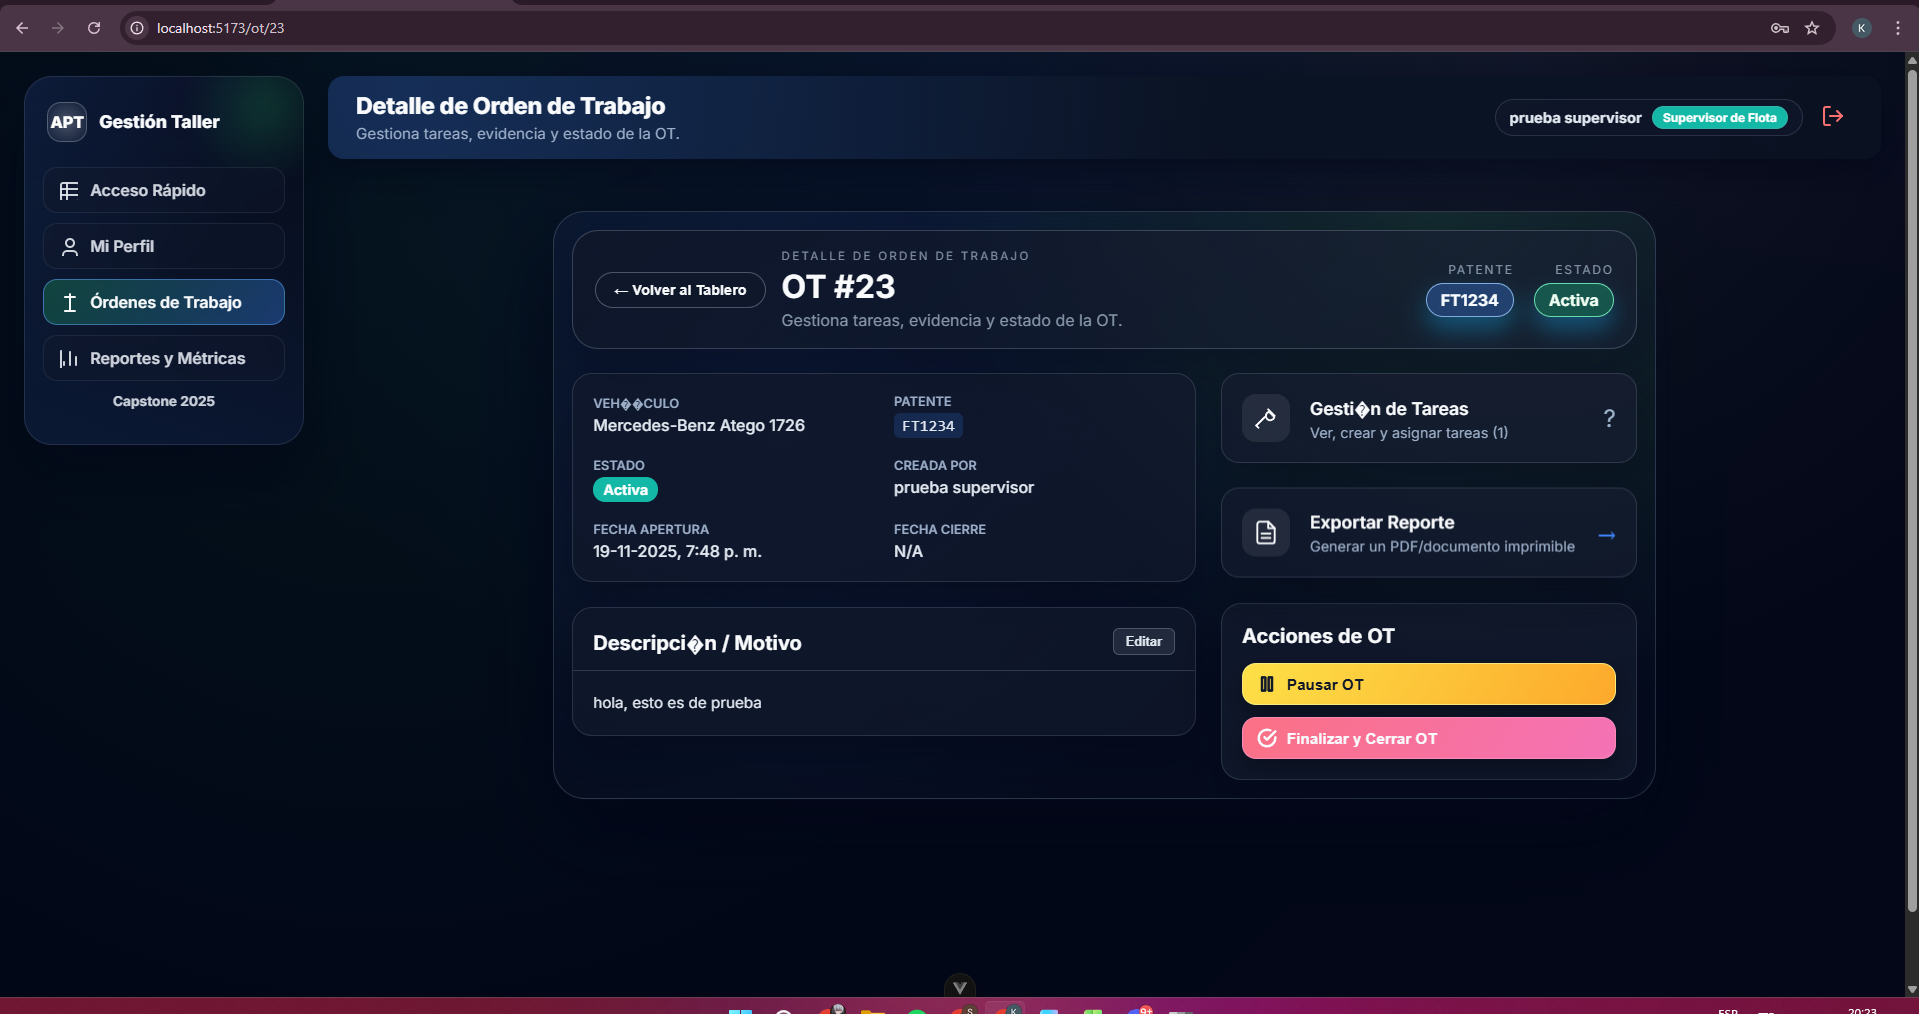 localhost:5173/ot/23
K
APT Gestión Taller
Acceso Rápido
Mi Perfil
Órdenes de Trabajo
Reportes y Métricas
Capstone 2025
Detalle de Orden de Trabajo
Gestiona tareas, evidencia y estado de la OT.
prueba supervisor Supervisor de Flota
← Volver al Tablero
DETALLE DE ORDEN DE TRABAJO
OT #23
Gestiona tareas, evidencia y estado de la OT.
PATENTE
FT1234
ESTADO
Activa
VEH��CULO
Mercedes-Benz Atego 1726
PATENTE
FT1234
ESTADO
Activa
CREADA POR
prueba supervisor
FECHA APERTURA
19-11-2025, 7:48 p. m.
FECHA CIERRE
N/A
Descripci�n / Motivo
Editar
hola, esto es de prueba
Gesti�n de Tareas
Ver, crear y asignar tareas (1)
?
Exportar Reporte
Generar un PDF/documento imprimible
→
Acciones de OT
Pausar OT
Finalizar y Cerrar OT
S
K
9+
ESP
20:23